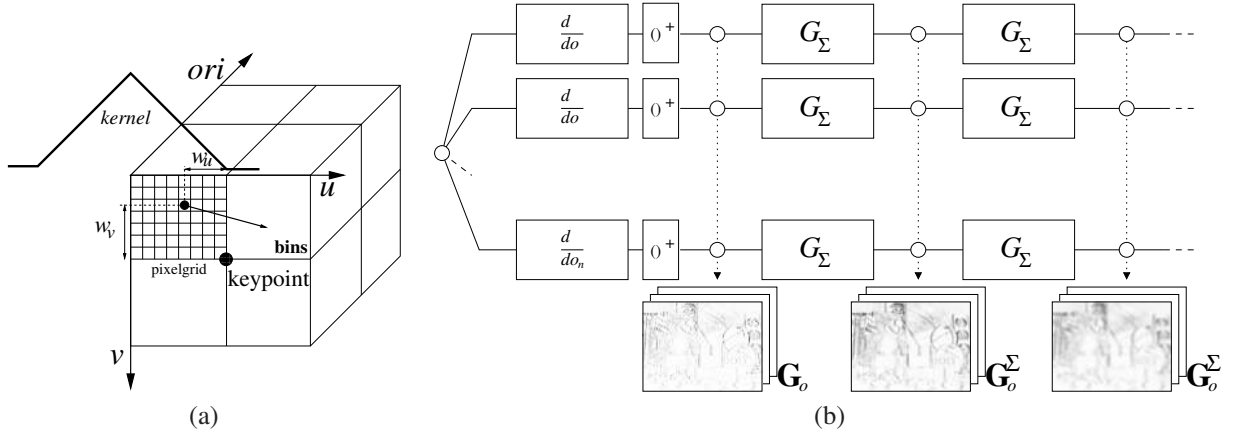 ori
kernel
w_u
u
w_v
bins
pixelgrid
keypoint
v
(a)
d/do ()⁺ G_Σ G_Σ
d/do ()⁺ G_Σ G_Σ
d/do_n ()⁺ G_Σ G_Σ
G_o G_o^Σ G_o^Σ
(b)